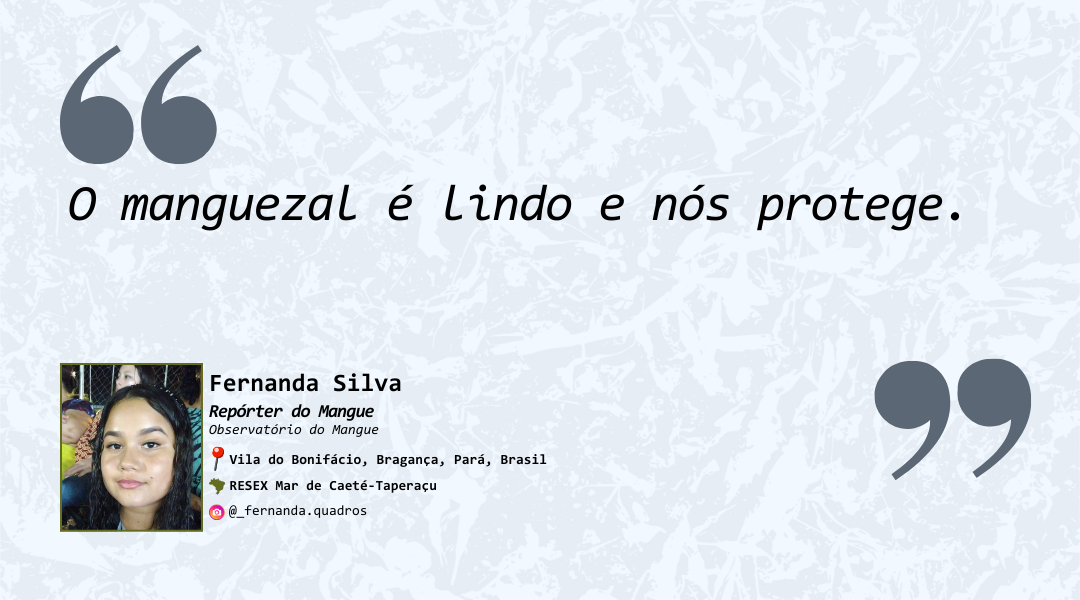 “
O manguezal é lindo e nós protege.
”
Fernanda Silva
Repórter do Mangue
Observatório do Mangue
Vila do Bonifácio, Bragança, Pará, Brasil
RESEX Mar de Caeté-Taperaçu
@_fernanda.quadros